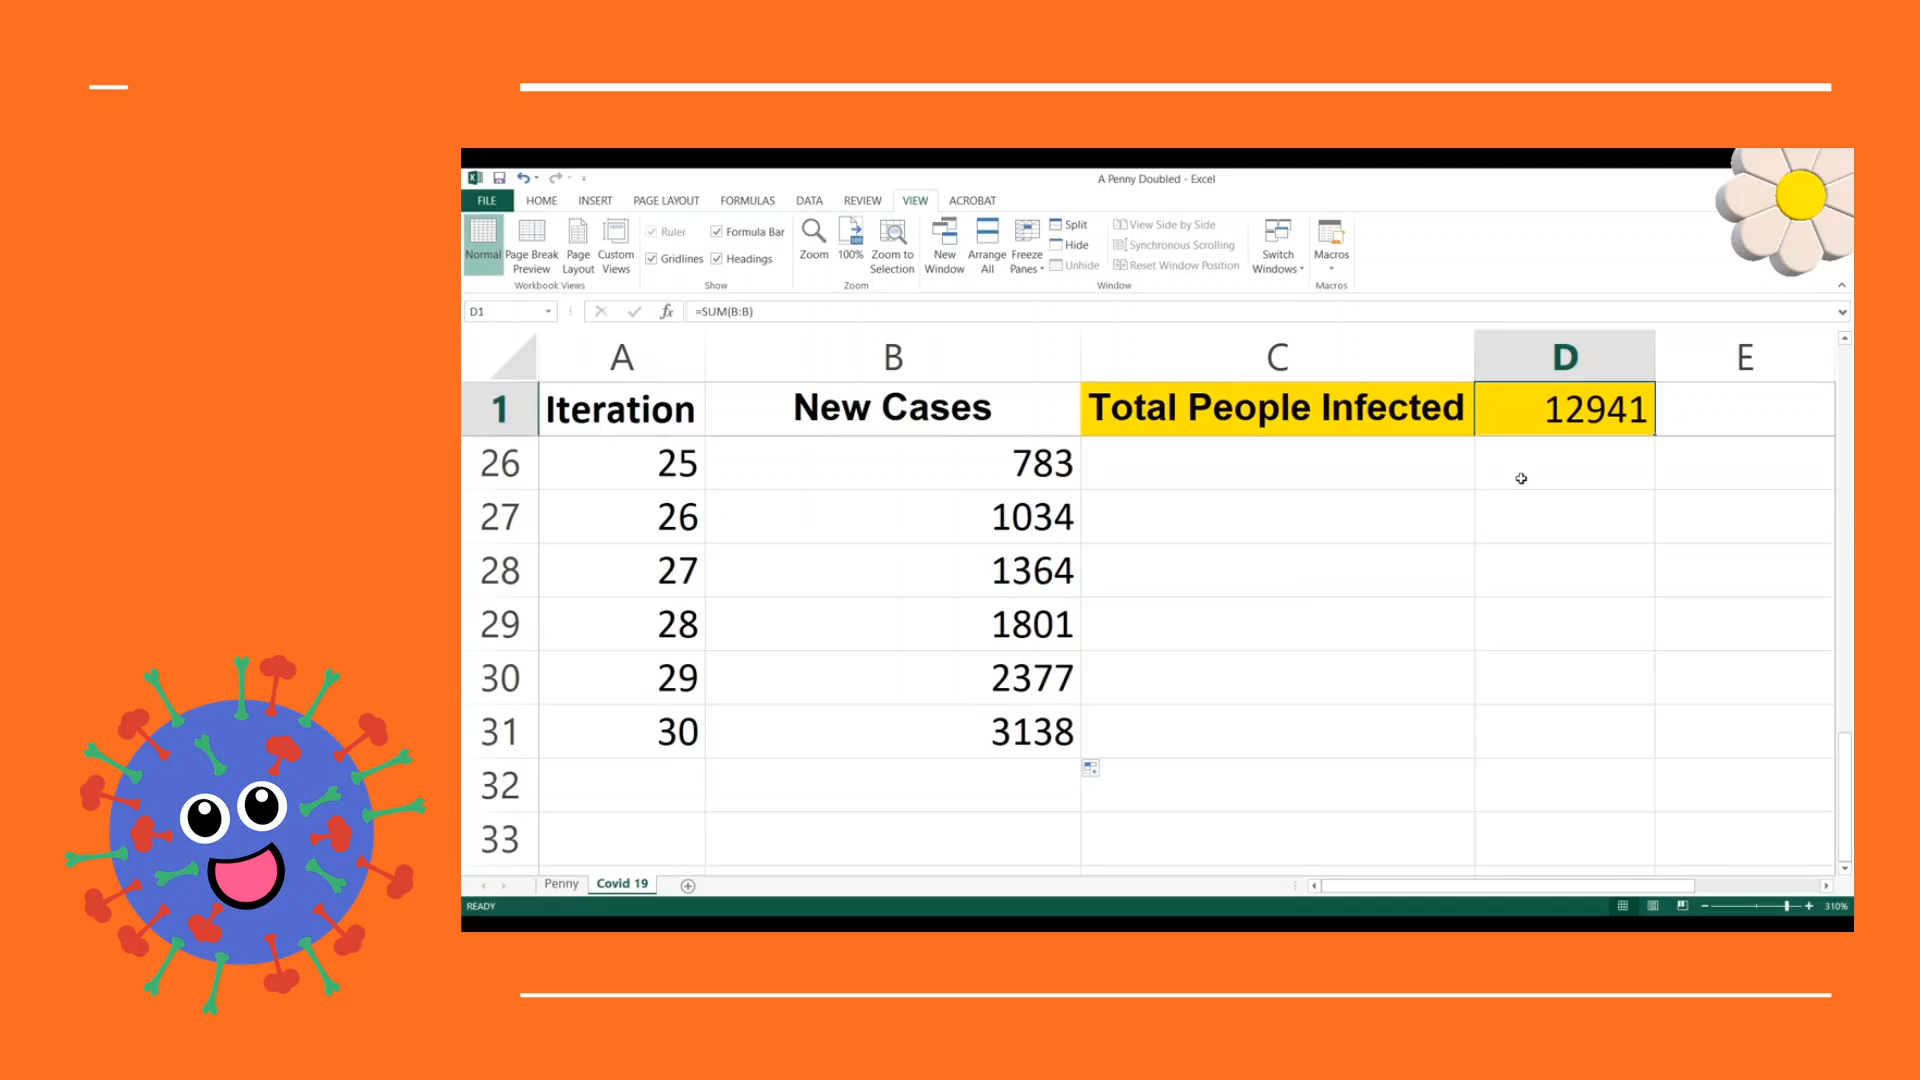 A Penny Doubled - Excel
FILE HOME INSERT PAGE LAYOUT FORMULAS DATA REVIEW VIEW ACROBAT
Normal Page Break Preview Page Layout Custom Views
Workbook Views
Ruler Formula Bar
Gridlines Headings
Show
Zoom 100% Zoom to Selection
Zoom
New Window Arrange All Freeze Panes
Split
Hide
Unhide
View Side by Side
Synchronous Scrolling
Reset Window Position
Window
Switch Windows
Macros
Macros
D1 fx =SUM(B:B)
A B C D E
1 Iteration New Cases Total People Infected 12941
26 25 783
27 26 1034
28 27 1364
29 28 1801
30 29 2377
31 30 3138
32
33
Penny Covid 19
READY 310%